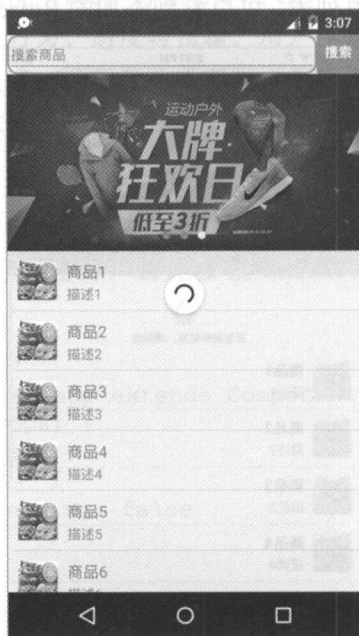 3:07
搜索商品 搜索
运动户外
大牌
狂欢日
低至3折
商品1
描述1
商品2
描述2
商品3
描述3
商品4
描述4
商品5
描述5
商品6